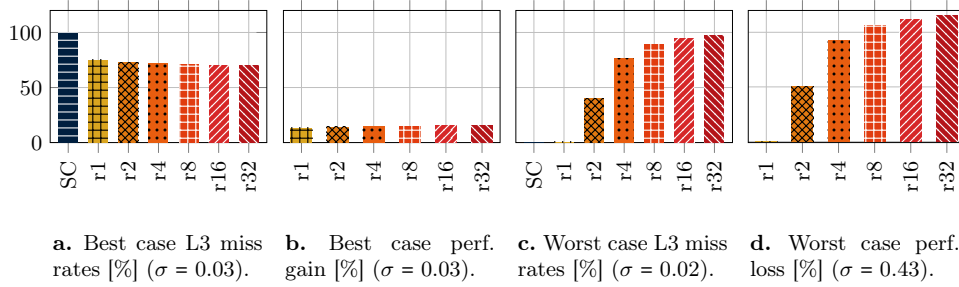 100
50
0
SC r1 r2 r4 r8 r16 r32
r1 r2 r4 r8 r16 r32
SC r1 r2 r4 r8 r16 r32
r1 r2 r4 r8 r16 r32
a. Best case L3 miss
rates [%] (σ = 0.03).
b. Best case perf.
gain [%] (σ = 0.03).
c. Worst case L3 miss
rates [%] (σ = 0.02).
d. Worst case perf.
loss [%] (σ = 0.43).